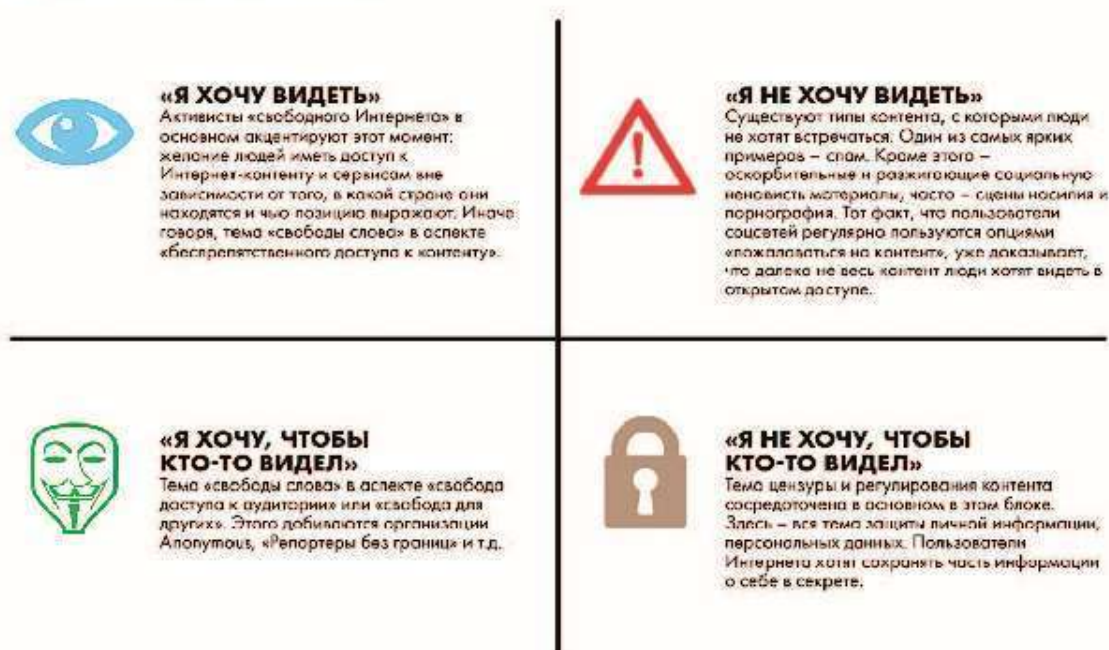 «Я ХОЧУ ВИДЕТЬ»
Активисты «свободного Интернета» в
основном акцентируют этот момент:
желание людей иметь доступ к
Интернет-контенту и сервисам вне
зависимости от того, в какой стране они
находятся и чью позицию выражают. Иначе
говоря, тема «свободы слова» в аспекте
«беспрепятственного доступа к контенту».
«Я НЕ ХОЧУ ВИДЕТЬ»
Существуют типы контента, с которыми люди
не хотят встречаться. Один из самых ярких
примеров – спам. Кроме этого –
оскорбительные и разжигающие социальную
ненависть материалы, часто – сцены насилия и
порнография. Тот факт, что пользователи
соцсетей регулярно пользуются опциями
«пожаловаться на контент», уже доказывает,
что далеко не весь контент люди хотят видеть в
открытом доступе.
«Я ХОЧУ, ЧТОБЫ
КТО-ТО ВИДЕЛ»
Тема «свободы слова» в аспекте «свобода
доступа к аудитории» или «свобода для
других». Этого добиваются организации
Anonymous, «Репортеры без границ» и т.д.
«Я НЕ ХОЧУ, ЧТОБЫ
КТО-ТО ВИДЕЛ»
Тема цензуры и регулирования контента
сосредоточена в основном в этом блоке.
Здесь – вся тема защиты личной информации,
персональных данных. Пользователи
Интернета хотят сохранять часть информации
о себе в секрете.